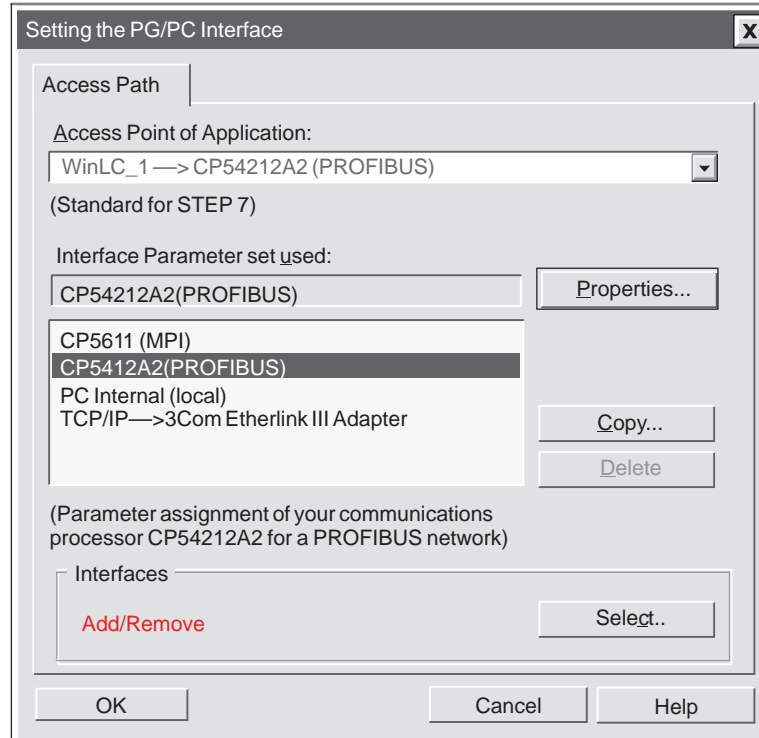 Setting the PG/PC Interface
X
Access Path
Access Point of Application:
WinLC_1 —> CP54212A2 (PROFIBUS)
(Standard for STEP 7)
Interface Parameter set used:
CP54212A2(PROFIBUS)
Properties...
CP5611 (MPI)
CP5412A2(PROFIBUS)
PC Internal (local)
TCP/IP—>3Com Etherlink III Adapter
Copy...
Delete
(Parameter assignment of your communications
processor CP54212A2 for a PROFIBUS network)
Interfaces
Add/Remove
Select..
OK
Cancel
Help